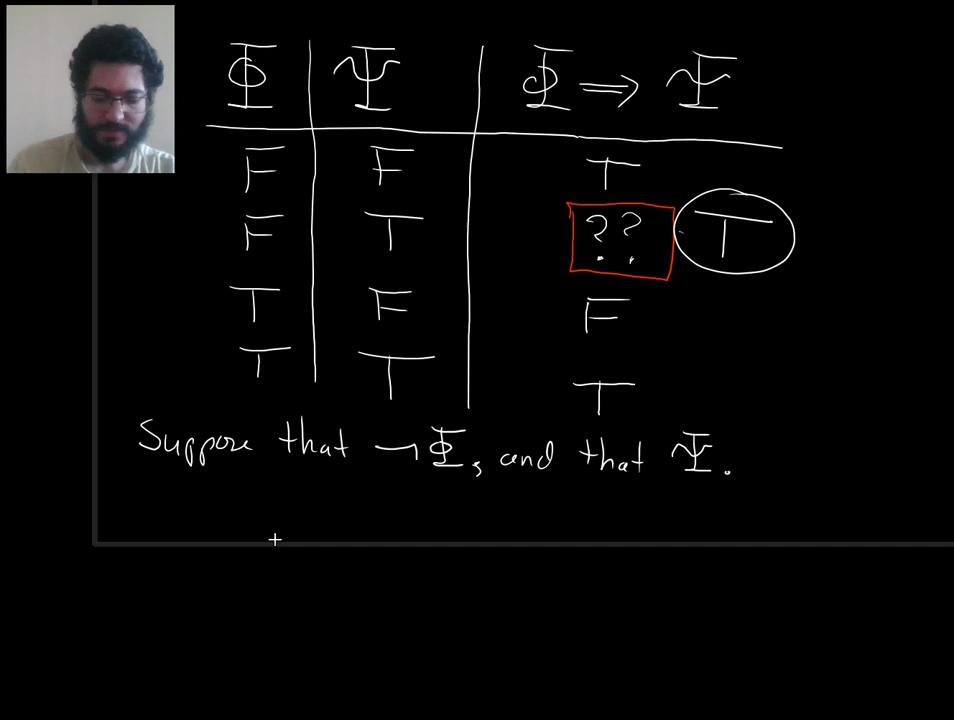 Φ Ψ Φ ⟹ Ψ
F F T
F T ?? T
T F F
T T T
Suppose that ¬Φ, and that Ψ.